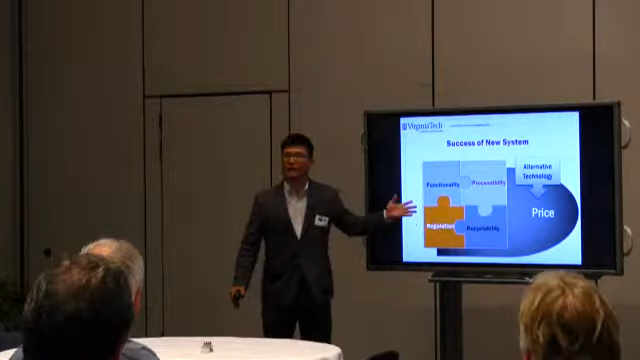 VirginiaTech
Success of New System
Alternative
Technology
Functionality
Processibility
Price
Regulation
Recyclability